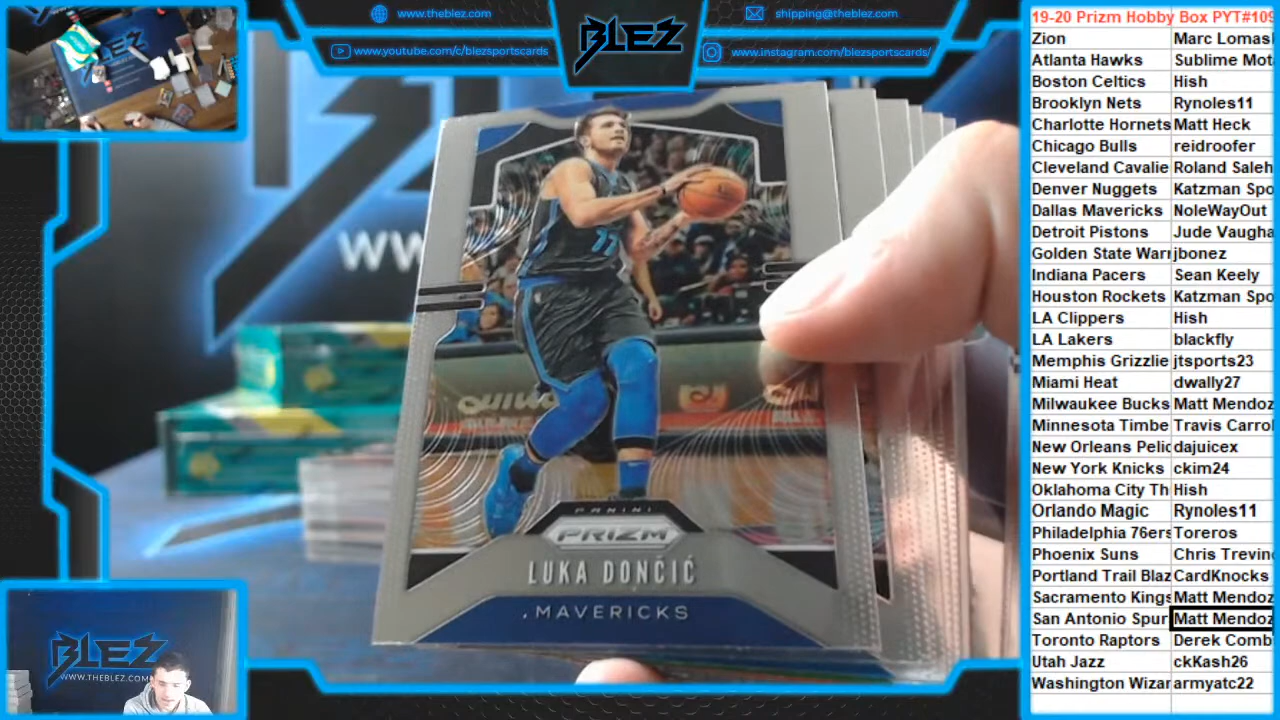 www.theblez.com
www.youtube.com/c/blezsportscards
BLEZ
shipping@theblez.com
www.instagram.com/blezsportscards/
WW
77
PANINI
PRIZM
LUKA DONČIĆ
MAVERICKS
BLEZ
WWW.THEBLEZ.COM
19-20 Prizm Hobby Box PYT#109
Zion Marc Lomas
Atlanta Hawks Sublime Mot
Boston Celtics Hish
Brooklyn Nets Rynoles11
Charlotte Hornets Matt Heck
Chicago Bulls reidroofer
Cleveland Cavalie Roland Saleh
Denver Nuggets Katzman Spo
Dallas Mavericks NoleWayOut
Detroit Pistons Jude Vaugha
Golden State Warr jbonez
Indiana Pacers Sean Keely
Houston Rockets Katzman Spo
LA Clippers Hish
LA Lakers blackfly
Memphis Grizzlie jtsports23
Miami Heat dwally27
Milwaukee Bucks Matt Mendoz
Minnesota Timbe Travis Carrol
New Orleans Pelic dajuicex
New York Knicks ckim24
Oklahoma City Th Hish
Orlando Magic Rynoles11
Philadelphia 76ers Toreros
Phoenix Suns Chris Trevin
Portland Trail Blaz CardKnocks
Sacramento Kings Matt Mendoz
San Antonio Spur Matt Mendoz
Toronto Raptors Derek Comb
Utah Jazz ckKash26
Washington Wizar armyatc22